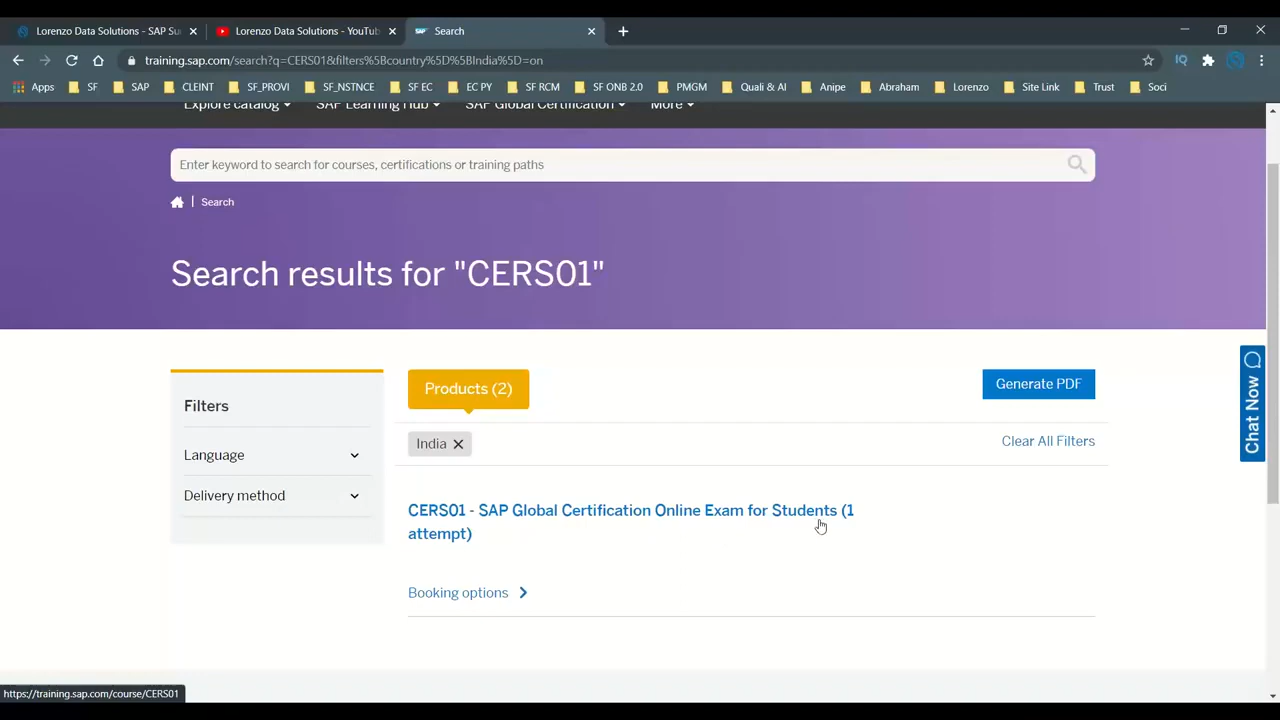 Lorenzo Data Solutions - SAP Su
Lorenzo Data Solutions - YouTub
Search
training.sap.com/search?q=CERS01&filters%5Bcountry%5D%5BIndia%5D=on
Apps
SF
SAP
CLEINT
SF_PROVI
SF_NSTNCE
SF EC
EC PY
SF RCM
SF ONB 2.0
PMGM
Quali & AI
Anipe
Abraham
Lorenzo
Site Link
Trust
Soci
Explore catalog
SAP Learning Hub
SAP Global Certification
More
Enter keyword to search for courses, certifications or training paths
Search
Search results for "CERS01"
Filters
Language
Delivery method
Products (2)
Generate PDF
India
Clear All Filters
CERS01 - SAP Global Certification Online Exam for Students (1
attempt)
Booking options
Chat Now
https://training.sap.com/course/CERS01